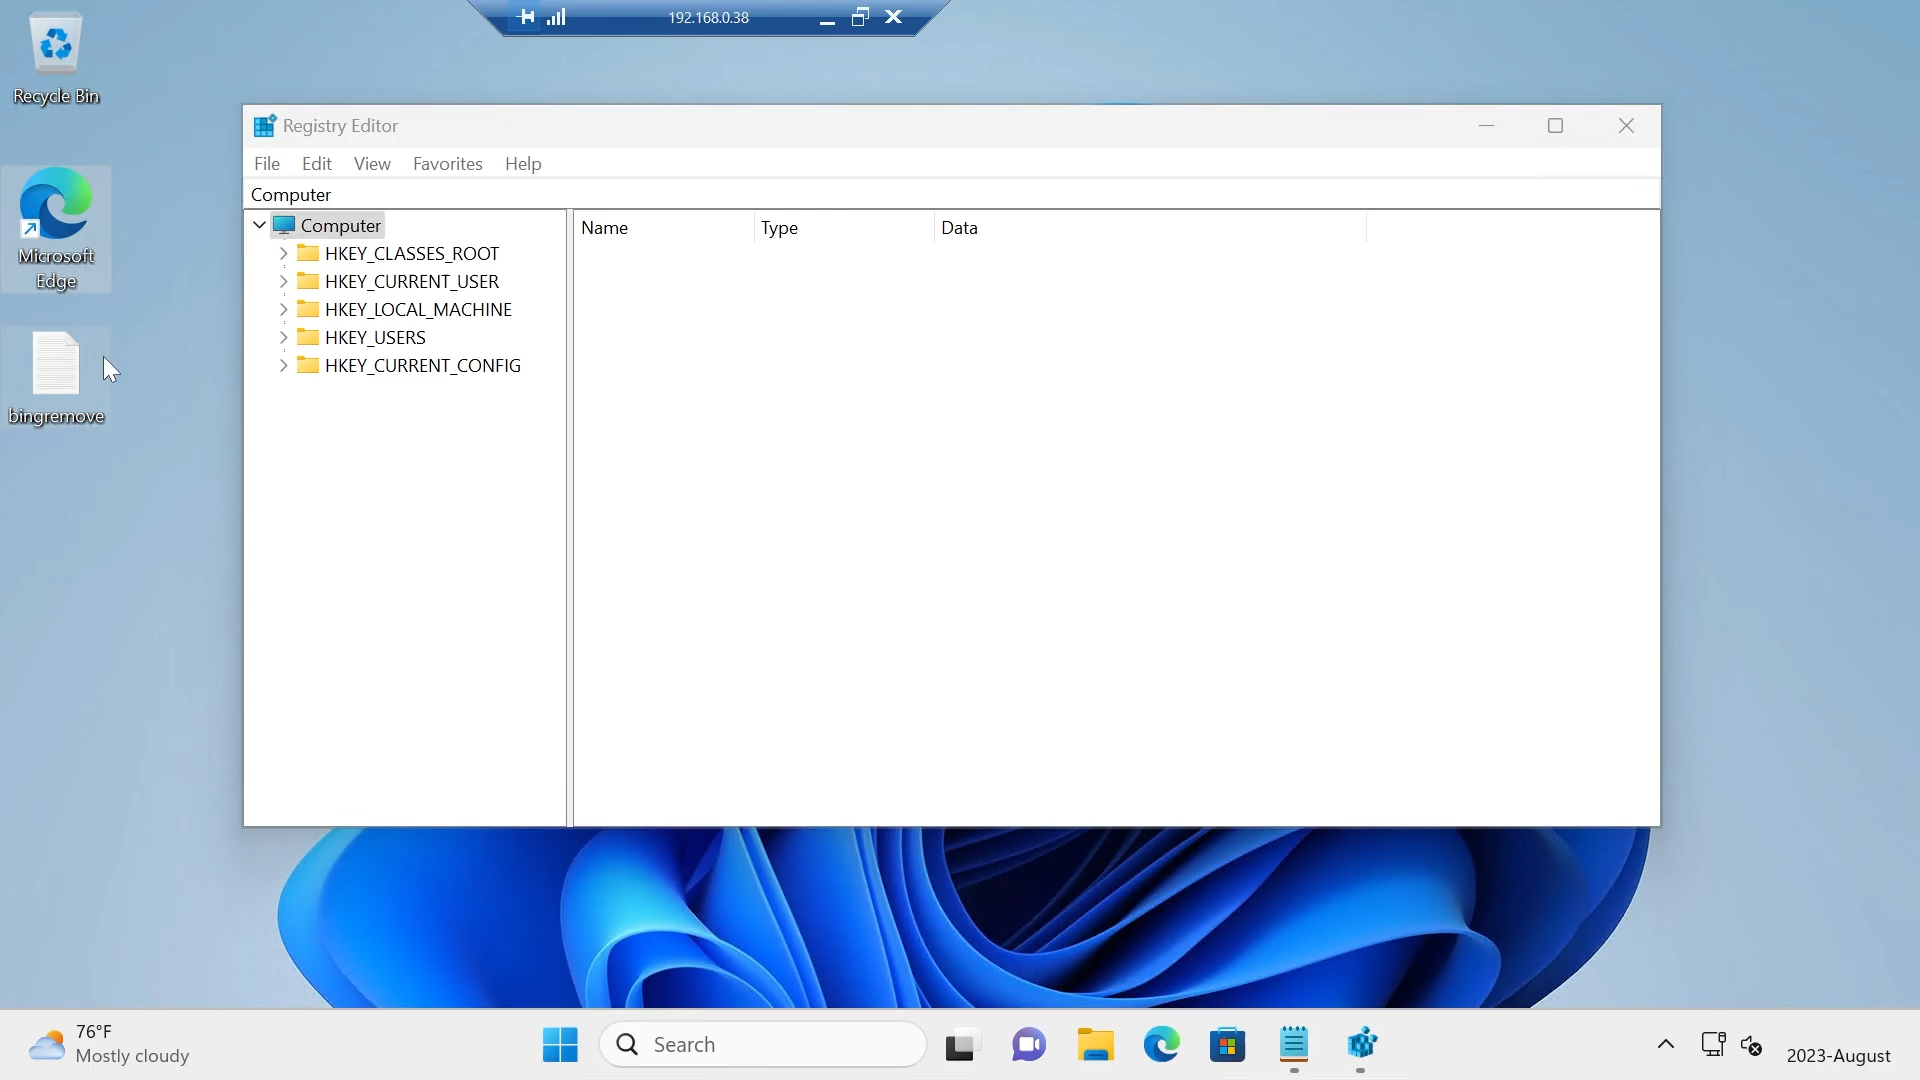 192.168.0.38
Recycle Bin
Microsoft
Edge
bingremove
Registry Editor
File Edit View Favorites Help
Computer
Computer
HKEY_CLASSES_ROOT
HKEY_CURRENT_USER
HKEY_LOCAL_MACHINE
HKEY_USERS
HKEY_CURRENT_CONFIG
Name Type Data
76°F
Mostly cloudy
Search
2023-August